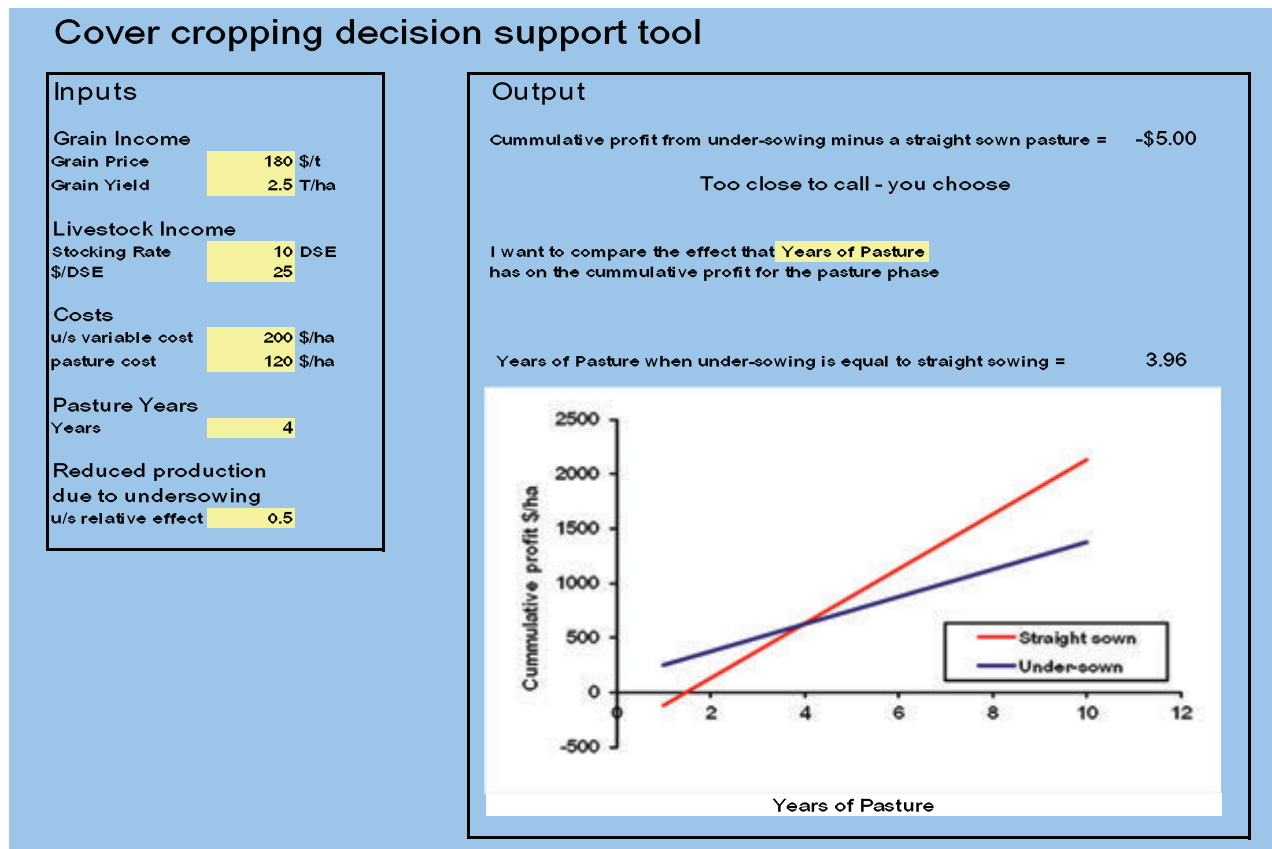 Cover cropping decision support tool
Inputs
Grain Income
Grain Price 180 $/t
Grain Yield 2.5 T/ha
Livestock Income
Stocking Rate 10 DSE
$/DSE 25
Costs
u/s variable cost 200 $/ha
pasture cost 120 $/ha
Pasture Years
Years 4
Reduced production
due to undersowing
u/s relative effect 0.5
Output
Cummulative profit from under-sowing minus a straight sown pasture = -$5.00
Too close to call - you choose
I want to compare the effect that Years of Pasture
has on the cummulative profit for the pasture phase
Years of Pasture when under-sowing is equal to straight sowing = 3.96
Cummulative profit $/ha
2500
2000
1500
1000
500
0
-500
0 2 4 6 8 10 12
Straight sown
Under-sown
Years of Pasture